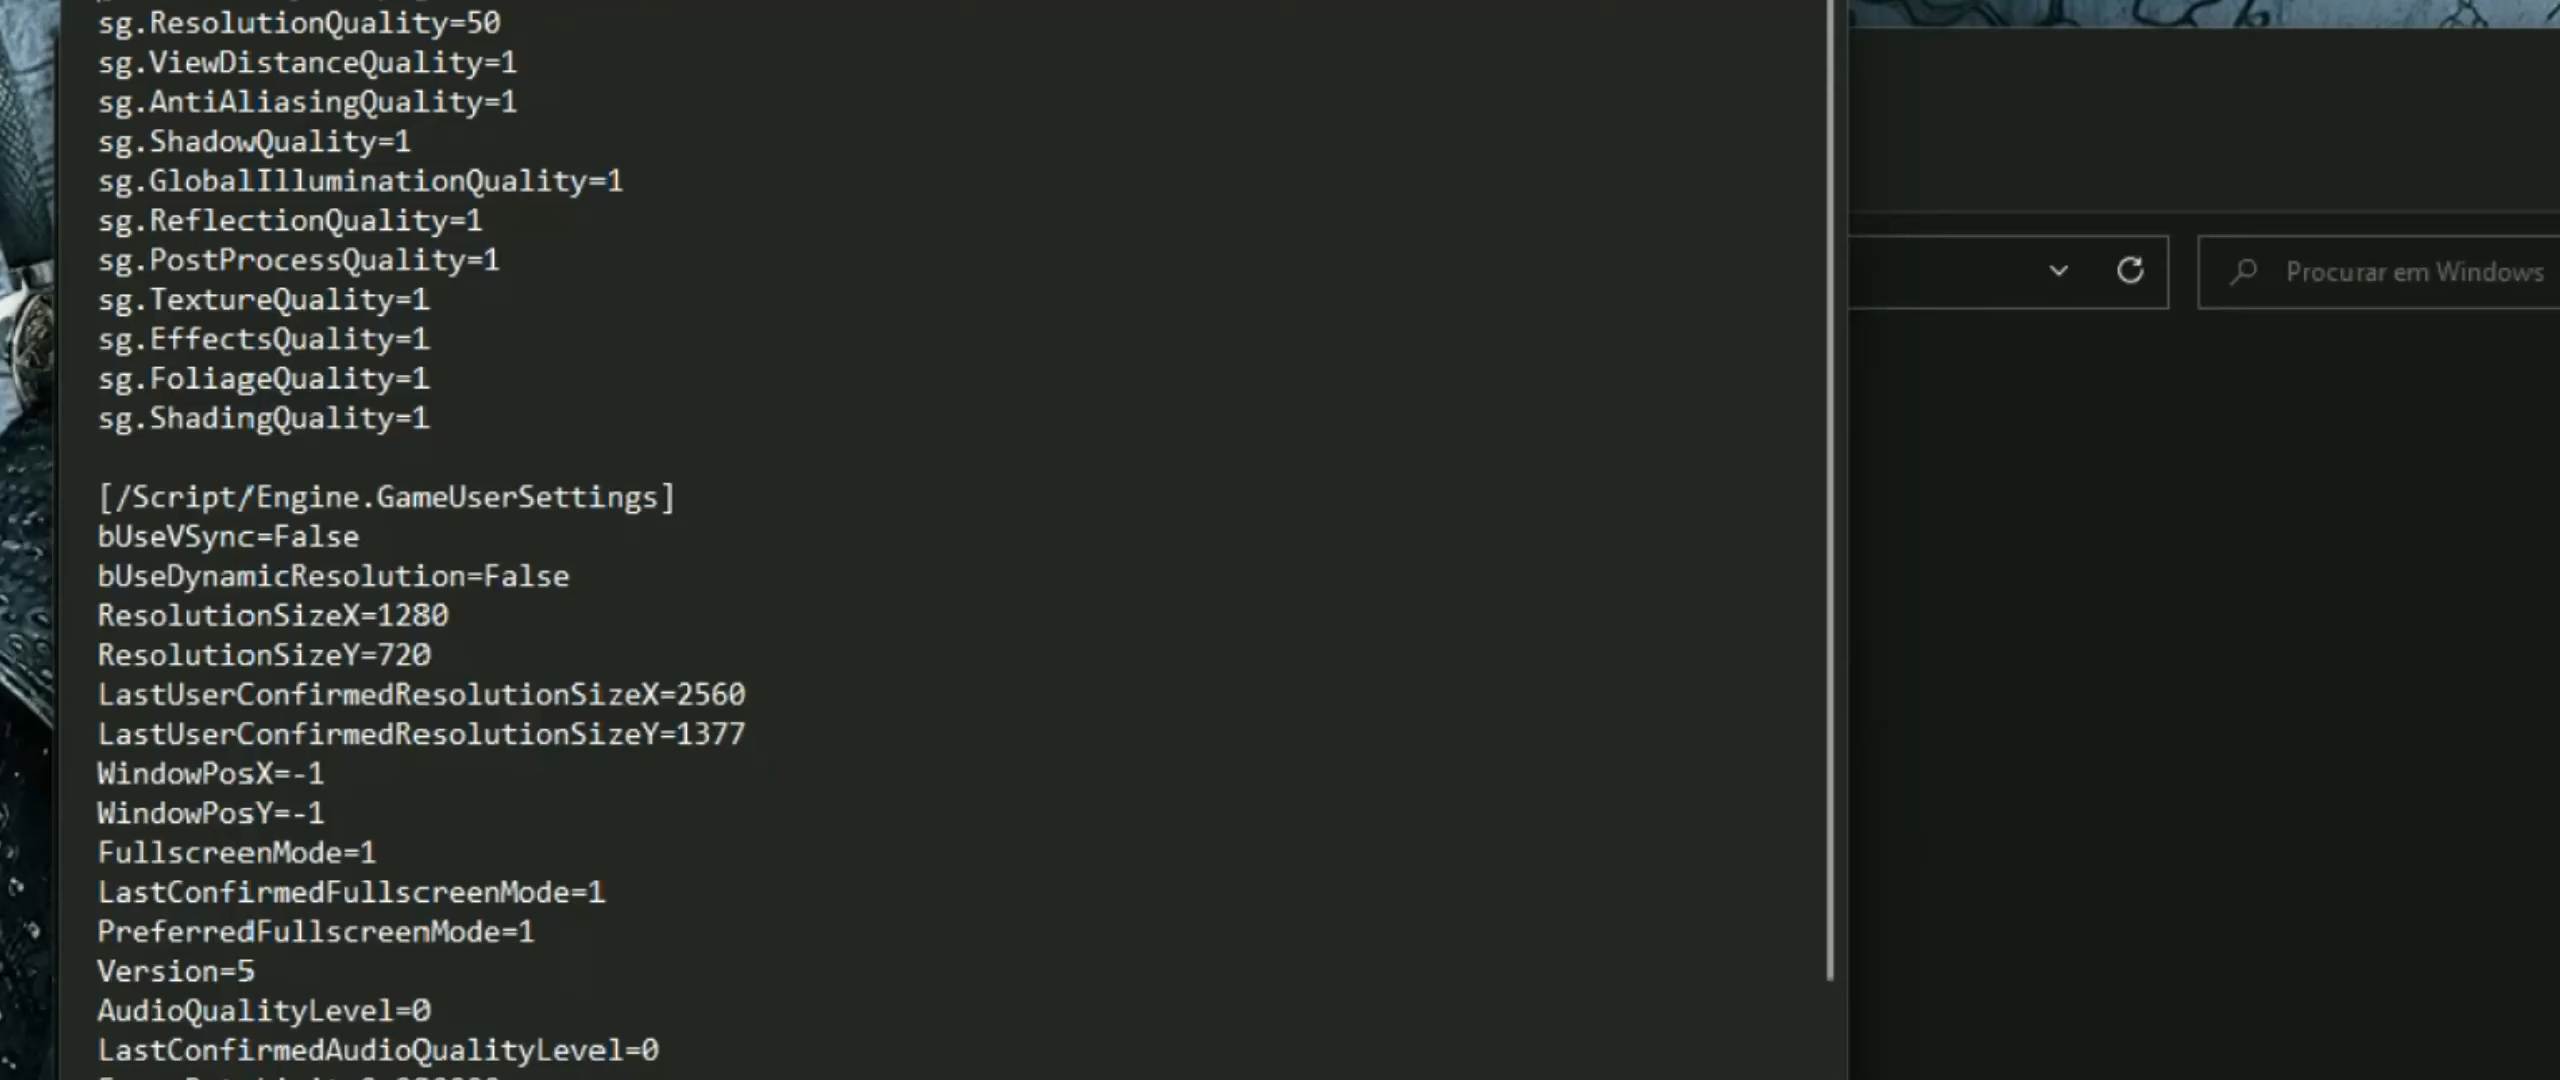 sg.ResolutionQuality=50
sg.ViewDistanceQuality=1
sg.AntiAliasingQuality=1
sg.ShadowQuality=1
sg.GlobalIlluminationQuality=1
sg.ReflectionQuality=1
sg.PostProcessQuality=1
sg.TextureQuality=1
sg.EffectsQuality=1
sg.FoliageQuality=1
sg.ShadingQuality=1
[/Script/Engine.GameUserSettings]
bUseVSync=False
bUseDynamicResolution=False
ResolutionSizeX=1280
ResolutionSizeY=720
LastUserConfirmedResolutionSizeX=2560
LastUserConfirmedResolutionSizeY=1377
WindowPosX=-1
WindowPosY=-1
FullscreenMode=1
LastConfirmedFullscreenMode=1
PreferredFullscreenMode=1
Version=5
AudioQualityLevel=0
LastConfirmedAudioQualityLevel=0
Procurar em Windows